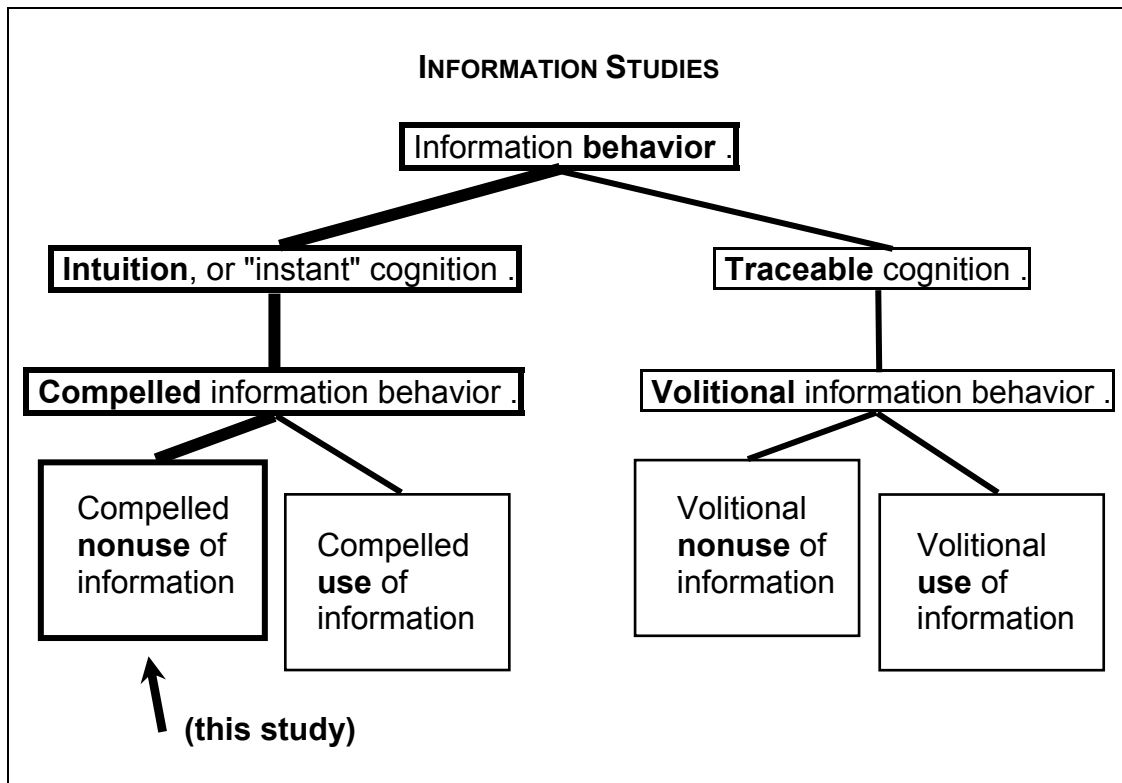 INFORMATION STUDIES
Information behavior .
Intuition, or "instant" cognition .
Traceable cognition .
Compelled information behavior .
Volitional information behavior .
Compelled
nonuse of
information
Compelled
use of
information
Volitional
nonuse of
information
Volitional
use of
information
(this study)